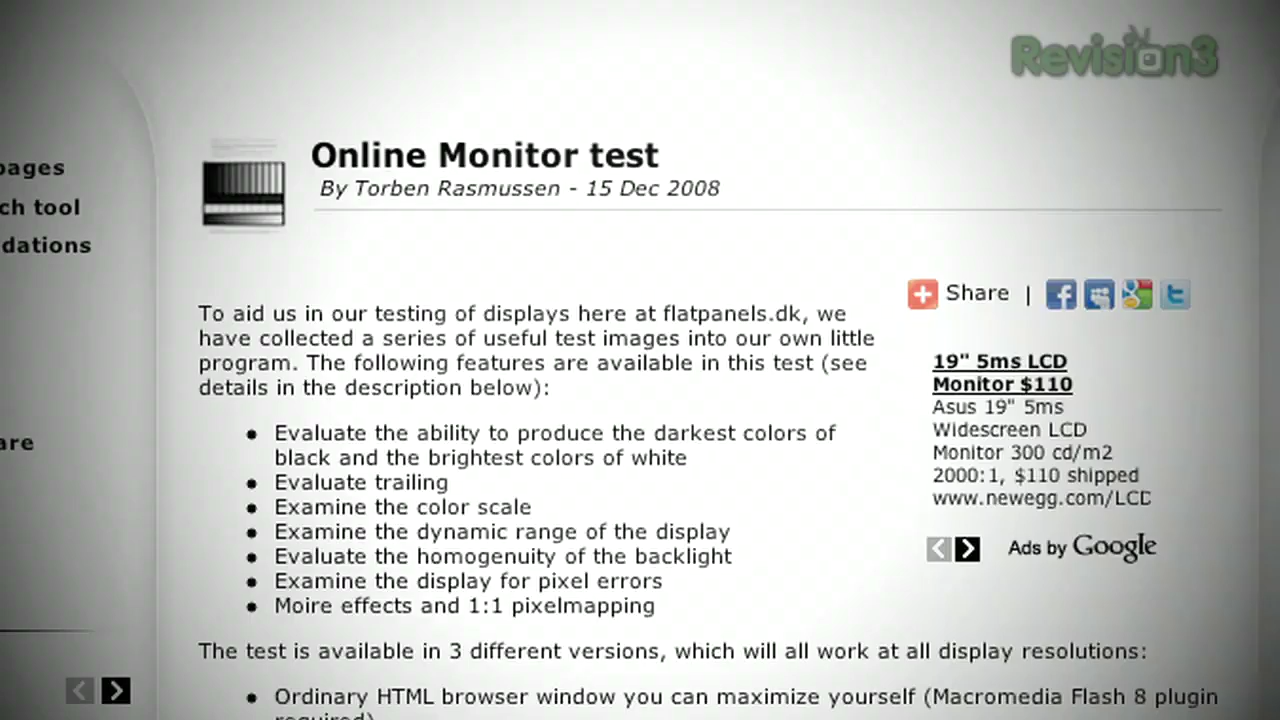 Revision3
pages
ch tool
dations
are
Online Monitor test
By Torben Rasmussen - 15 Dec 2008
Share |
To aid us in our testing of displays here at flatpanels.dk, we
have collected a series of useful test images into our own little
program. The following features are available in this test (see
details in the description below):
• Evaluate the ability to produce the darkest colors of
black and the brightest colors of white
• Evaluate trailing
• Examine the color scale
• Examine the dynamic range of the display
• Evaluate the homogenuity of the backlight
• Examine the display for pixel errors
• Moire effects and 1:1 pixelmapping
19" 5ms LCD
Monitor $110
Asus 19" 5ms
Widescreen LCD
Monitor 300 cd/m2
2000:1, $110 shipped
www.newegg.com/LCD
Ads by Google
The test is available in 3 different versions, which will all work at all display resolutions:
• Ordinary HTML browser window you can maximize yourself (Macromedia Flash 8 plugin
required)